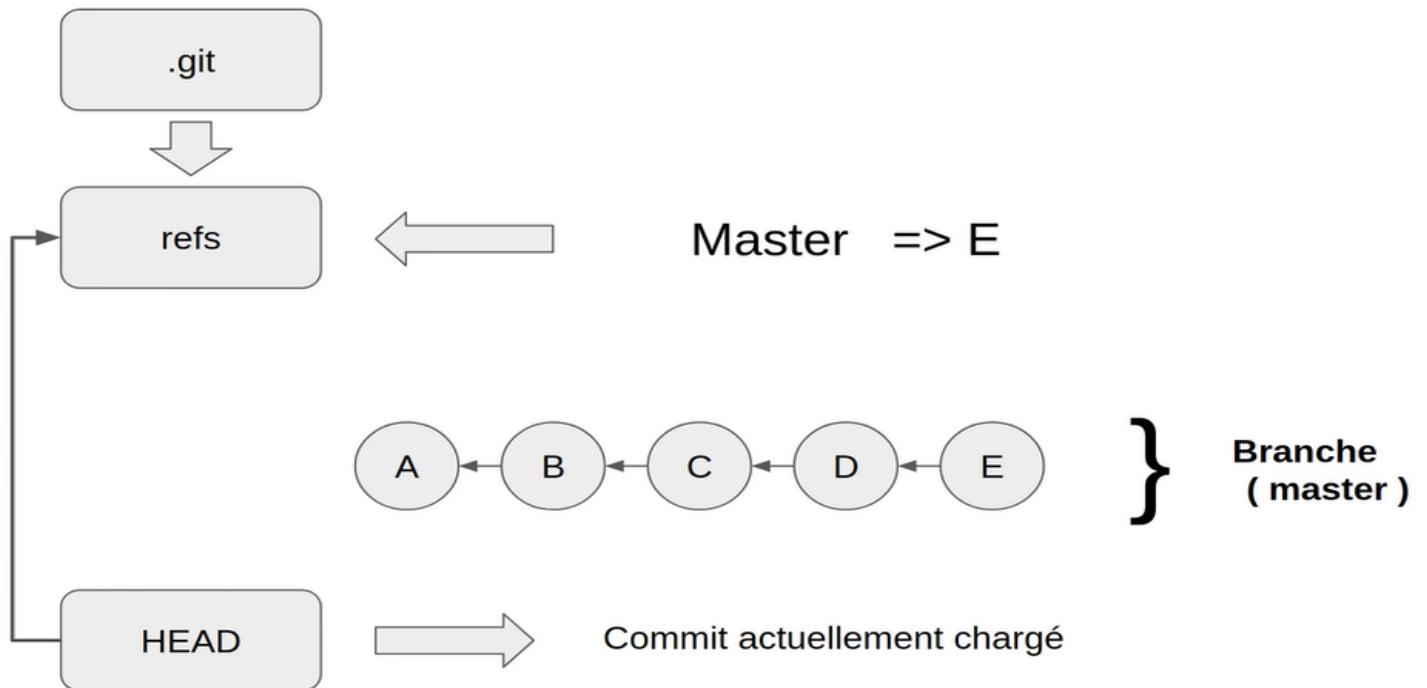 .git
refs
Master => E
A
B
C
D
E
}
Branche
( master )
HEAD
Commit actuellement chargé